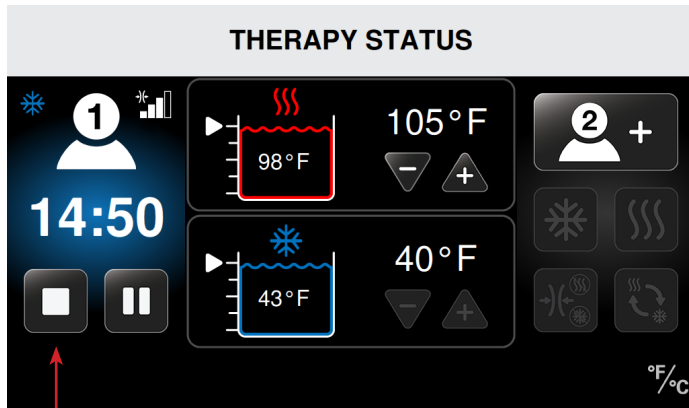 THERAPY STATUS
1
14:50
98°F
105°F
43°F
40°F
2 +
°F/°C